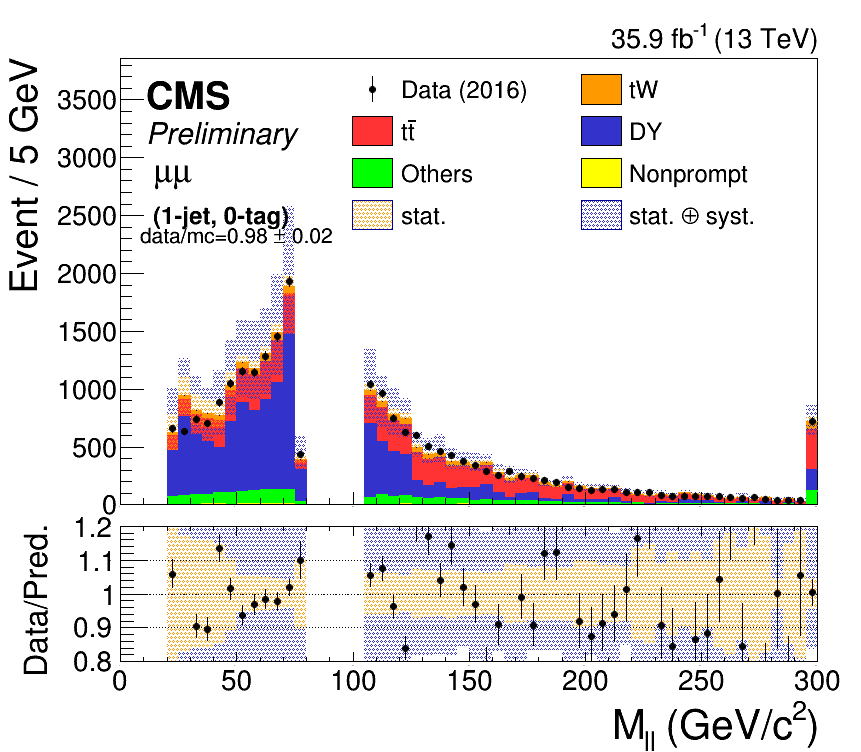 35.9 fb-1 (13 TeV)
CMS
Preliminary
μμ
(1-jet, 0-tag)
data/mc=0.98 ± 0.02
Data (2016)
tW
tt̄
DY
Others
Nonprompt
stat.
stat. ⊕ syst.
Event / 5 GeV
3500
3000
2500
2000
1500
1000
500
0
Data/Pred.
1.2
1.1
1
0.9
0.8
0 50 100 150 200 250 300
M_ll (GeV/c²)